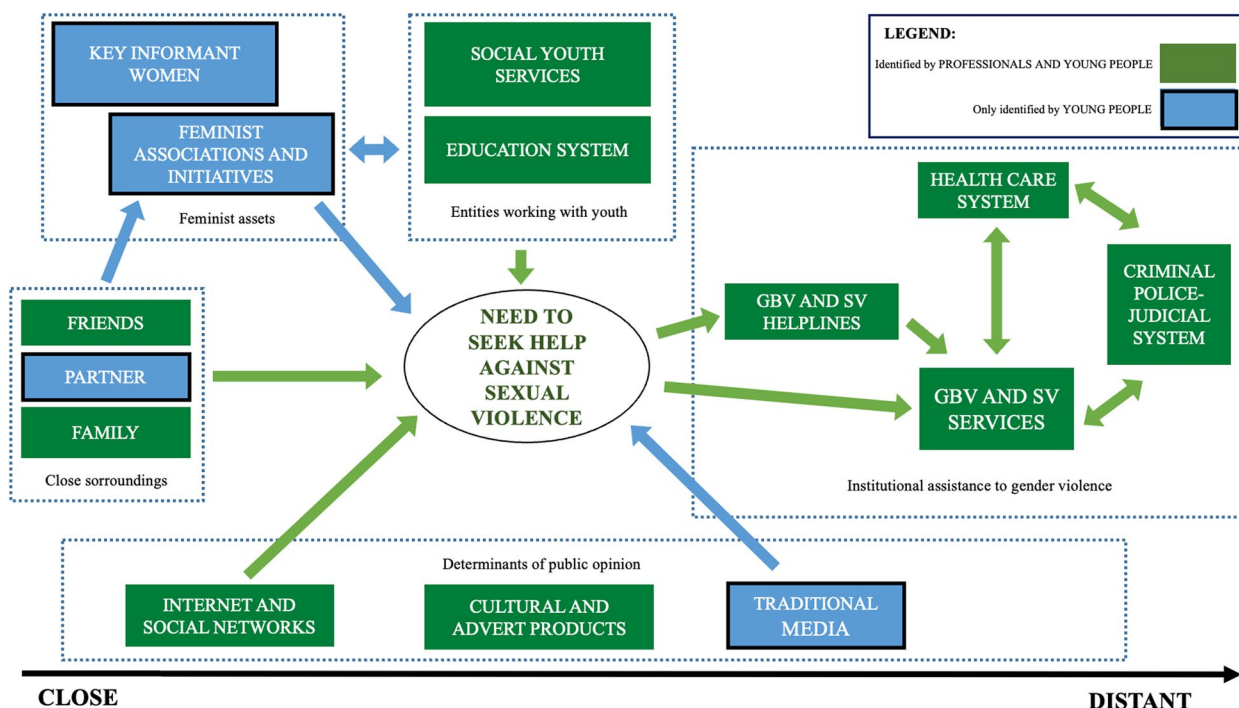 KEY INFORMANT
WOMEN
FEMINIST
ASSOCIATIONS AND
INITIATIVES
Feminist assets
SOCIAL YOUTH
SERVICES
EDUCATION SYSTEM
Entities working with youth
LEGEND:
Identified by PROFESSIONALS AND YOUNG PEOPLE
Only identified by YOUNG PEOPLE
FRIENDS
PARTNER
FAMILY
Close sorroundings
NEED TO
SEEK HELP
AGAINST
SEXUAL
VIOLENCE
HEALTH CARE
SYSTEM
GBV AND SV
HELPLINES
CRIMINAL
POLICE-
JUDICIAL
SYSTEM
GBV AND SV
SERVICES
Institutional assistance to gender violence
Determinants of public opinion
INTERNET AND
SOCIAL NETWORKS
CULTURAL AND
ADVERT PRODUCTS
TRADITIONAL
MEDIA
CLOSE
DISTANT